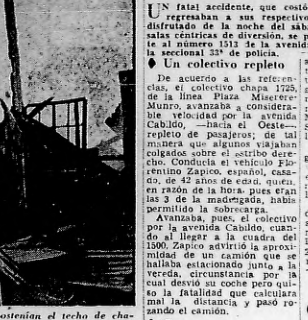 UN fatal accidente, que costó
regresaban a sus respectivo
disfrutado de la noche del sáb
salas céntricas de diversión, se p
te al número 1513 de la avenid
la seccional 33ª de policía.
♦ Un colectivo repleto
De acuerdo a las referen-
cias, el colectivo chapa 1725,
de la línea Plaza Miserere-
Munro, avanzaba a considera-
ble velocidad por la avenida
Cabildo, —hacia el Oeste—
repleto de pasajeros; de tal
manera que algunos viajaban
colgados sobre el estribo dere-
cho. Conducía el vehículo Flo-
rentino Zapico, español, casa-
do, de 42 años de edad, quien,
en razón de la hora, pues eran
las 3 de la madrugada, había
permitido la sobrecarga.
Avanzaba, pues, el colectivo
por la avenida Cabildo, cuan-
do al llegar a la cuadra del
1500, Zapico advirtió la aproxi-
midad de un camión que se
hallaba estacionado junto a la
vereda, circunstancia por la
cual desvió su coche pero qui-
so la fatalidad que calculara
mal la distancia y pasó ro-
zando el camión.
ostenían el techo de cha-